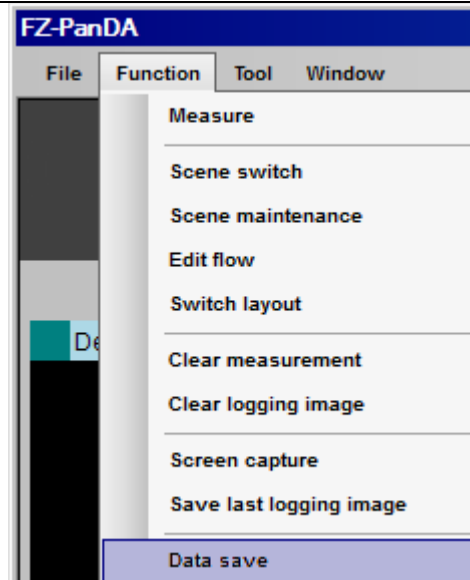 FZ-PanDA
File Function Tool Window
Measure
Scene switch
Scene maintenance
Edit flow
Switch layout
De
Clear measurement
Clear logging image
Screen capture
Save last logging image
Data save